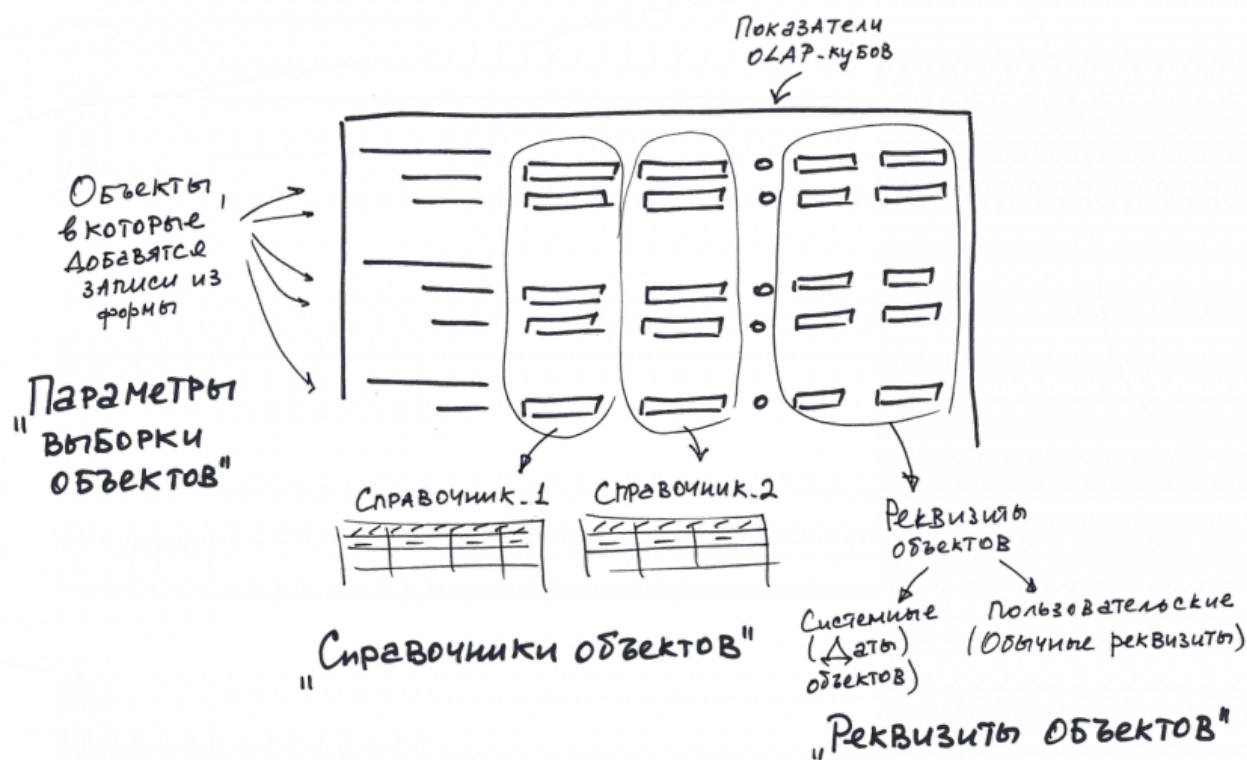 Показатели
OLAP-кубов
Объекты,
в которые
добавятся
записи из
формы
"Параметры
выборки
объектов"
Справочник_1
Справочник_2
Реквизиты
объектов
Системные
(Даты)
объектов)
Пользовательские
(Обычные реквизиты)
"Справочники объектов"
"Реквизиты объектов"